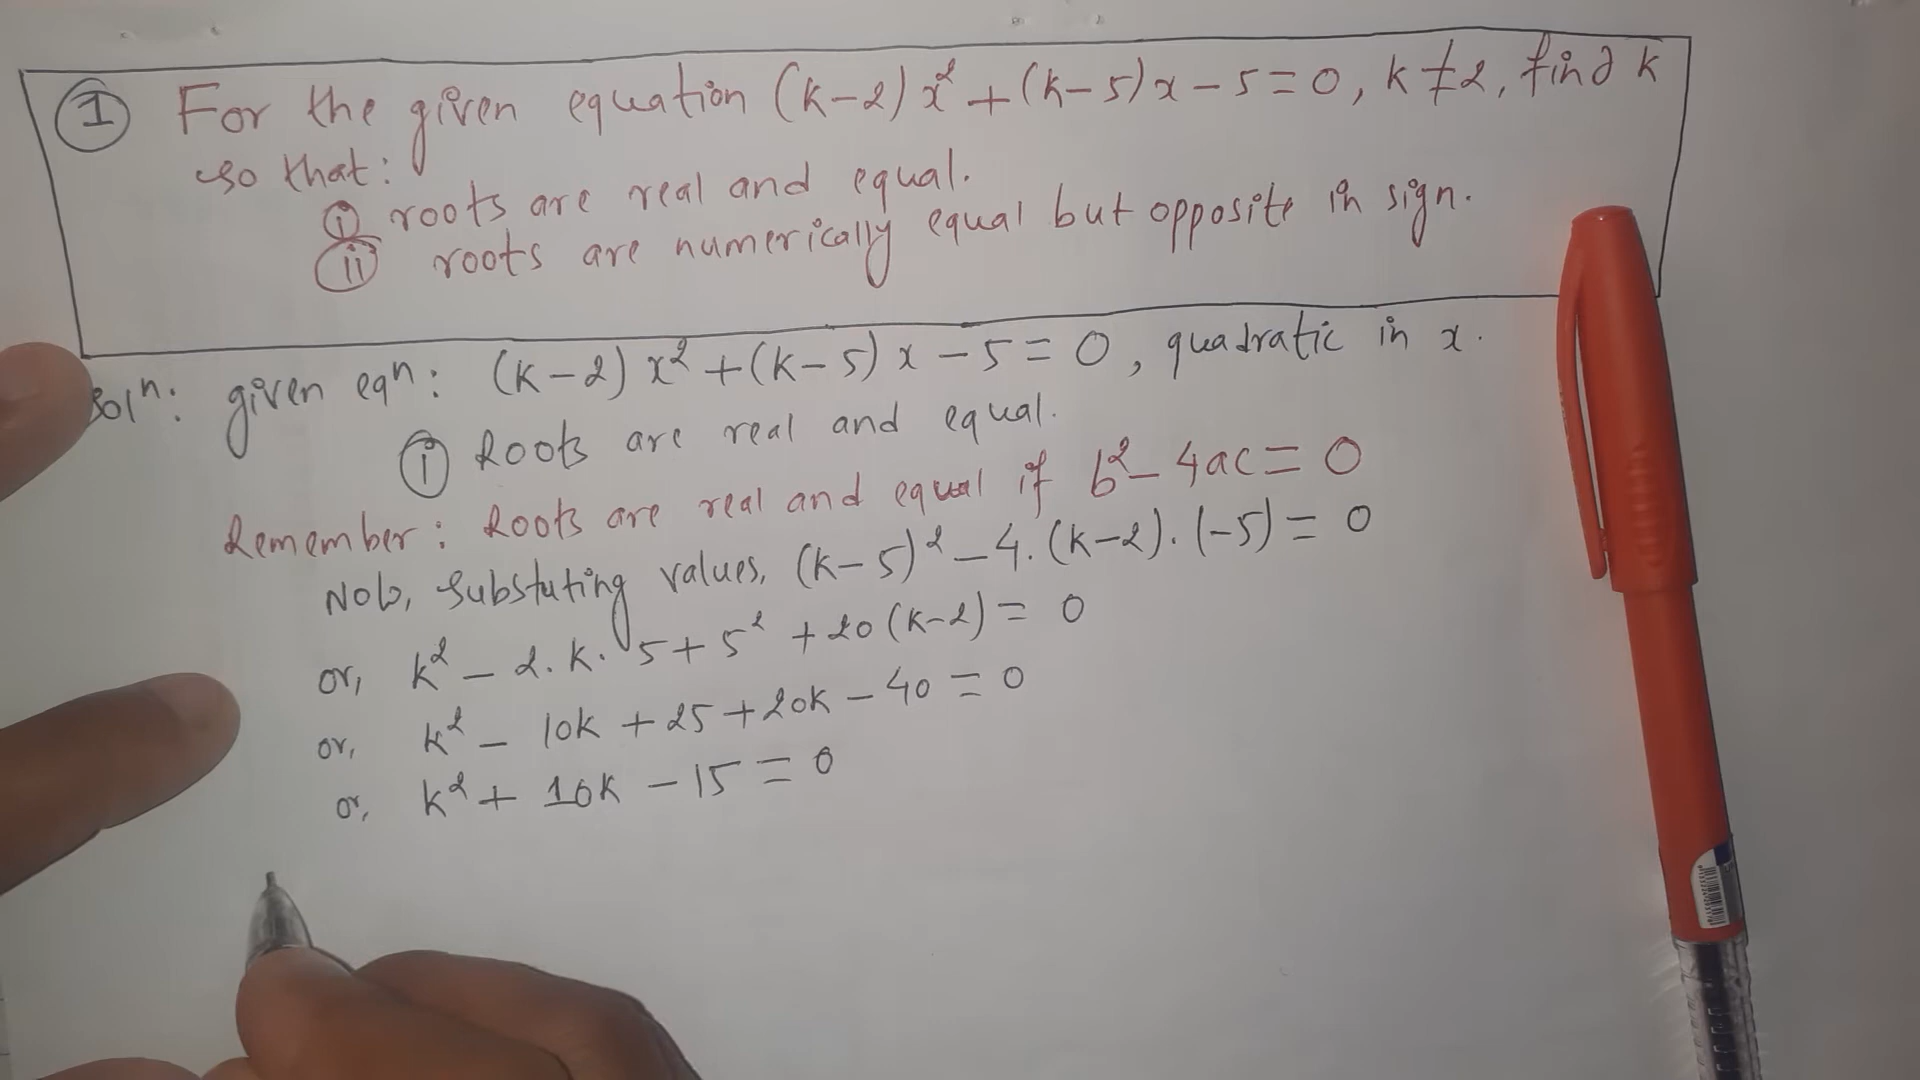 ① For the given equation (k-2)x²+(k-5)x-5=0, k≠2, find k
so that:
ⓘ roots are real and equal.
ⓘⓘ roots are numerically equal but opposite in sign.
Solⁿ: given eqⁿ: (k-2)x²+(k-5)x-5=0, quadratic in x.
ⓘ Roots are real and equal.
Remember: Roots are real and equal if b²-4ac=0
Now, substuting values, (k-5)²-4.(k-2).(-5)=0
or, k²-2.k.5+5²+20(k-2)=0
or, k²-10k+25+20k-40=0
or, k²+10k-15=0